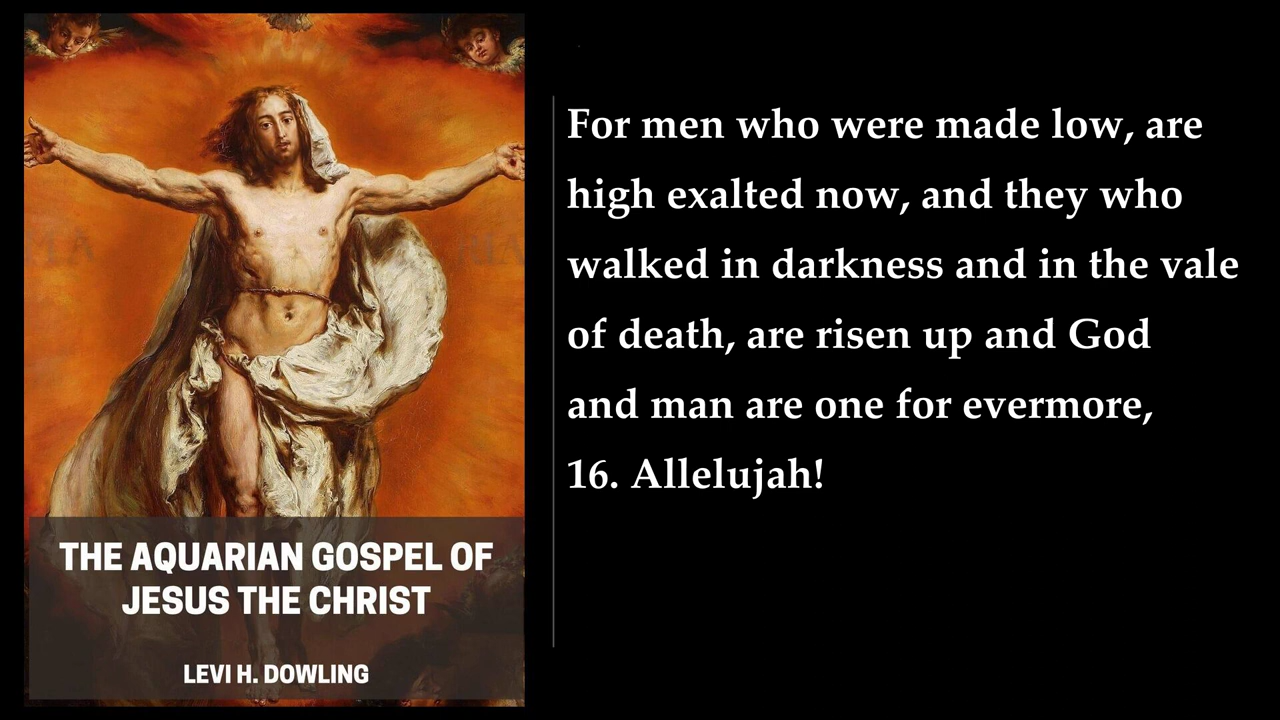 THE AQUARIAN GOSPEL OF
JESUS THE CHRIST
LEVI H. DOWLING
For men who were made low, are
high exalted now, and they who
walked in darkness and in the vale
of death, are risen up and God
and man are one for evermore,
16. Allelujah!